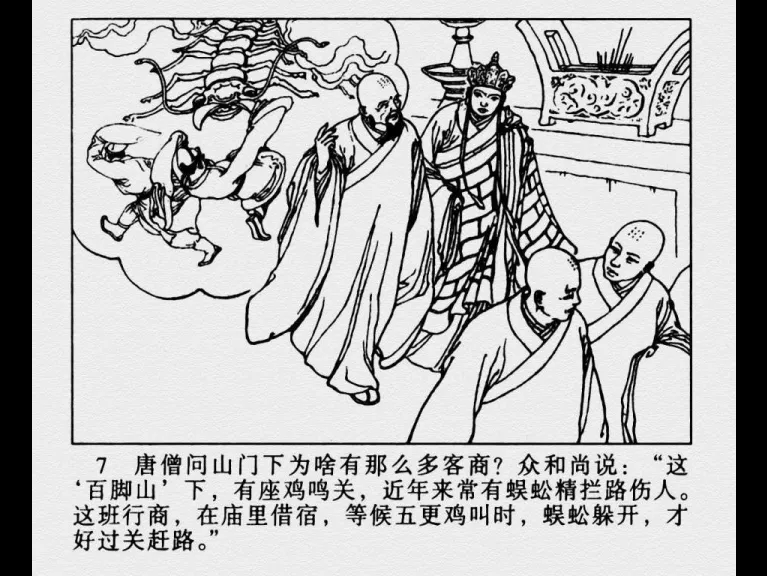 7 唐僧问山门下为啥有那么多客商？众和尚说：“这
‘百脚山’下，有座鸡鸣关，近年来常有蜈蚣精拦路伤人。
这班行商，在庙里借宿，等候五更鸡叫时，蜈蚣躲开，才
好过关赶路。”